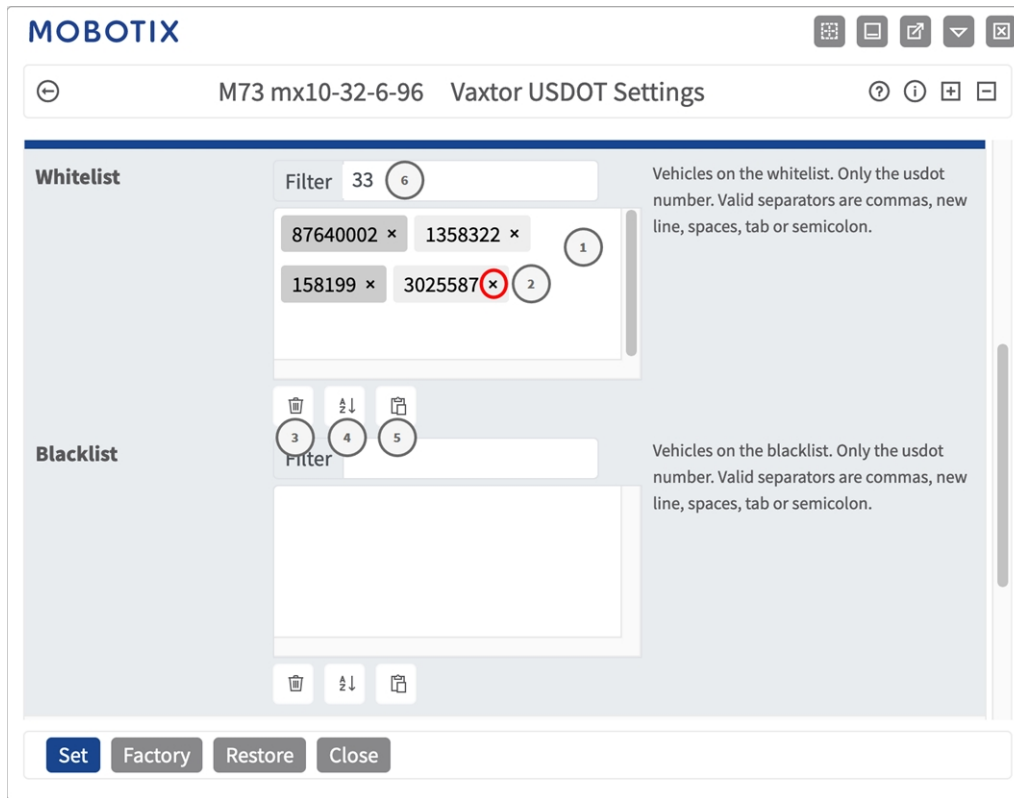 MOBOTIX
M73 mx10-32-6-96 Vaxtor USDOT Settings
Whitelist
Filter 33 6
Vehicles on the whitelist. Only the usdot
number. Valid separators are commas, new
line, spaces, tab or semicolon.
87640002 × 1358322 × 1
158199 × 3025587 × 2
3 4 5
Blacklist
Filter
Vehicles on the blacklist. Only the usdot
number. Valid separators are commas, new
line, spaces, tab or semicolon.
Set Factory Restore Close